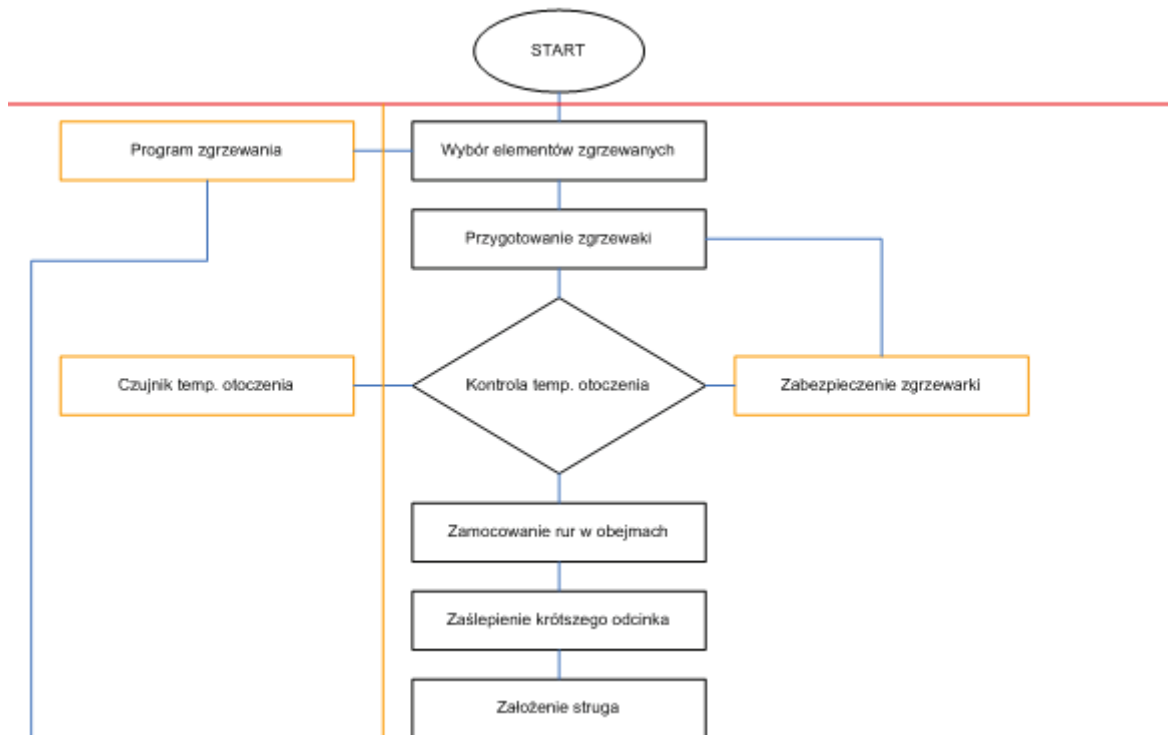 START
Program zgrzewania
Wybór elementów zgrzewanych
Przygotowanie zgrzewaki
Czujnik temp. otoczenia
Kontrola temp. otoczenia
Zabezpieczenie zgrzewarki
Zamocowanie rur w obejmach
Zaślepienie krótszego odcinka
Założenie struga